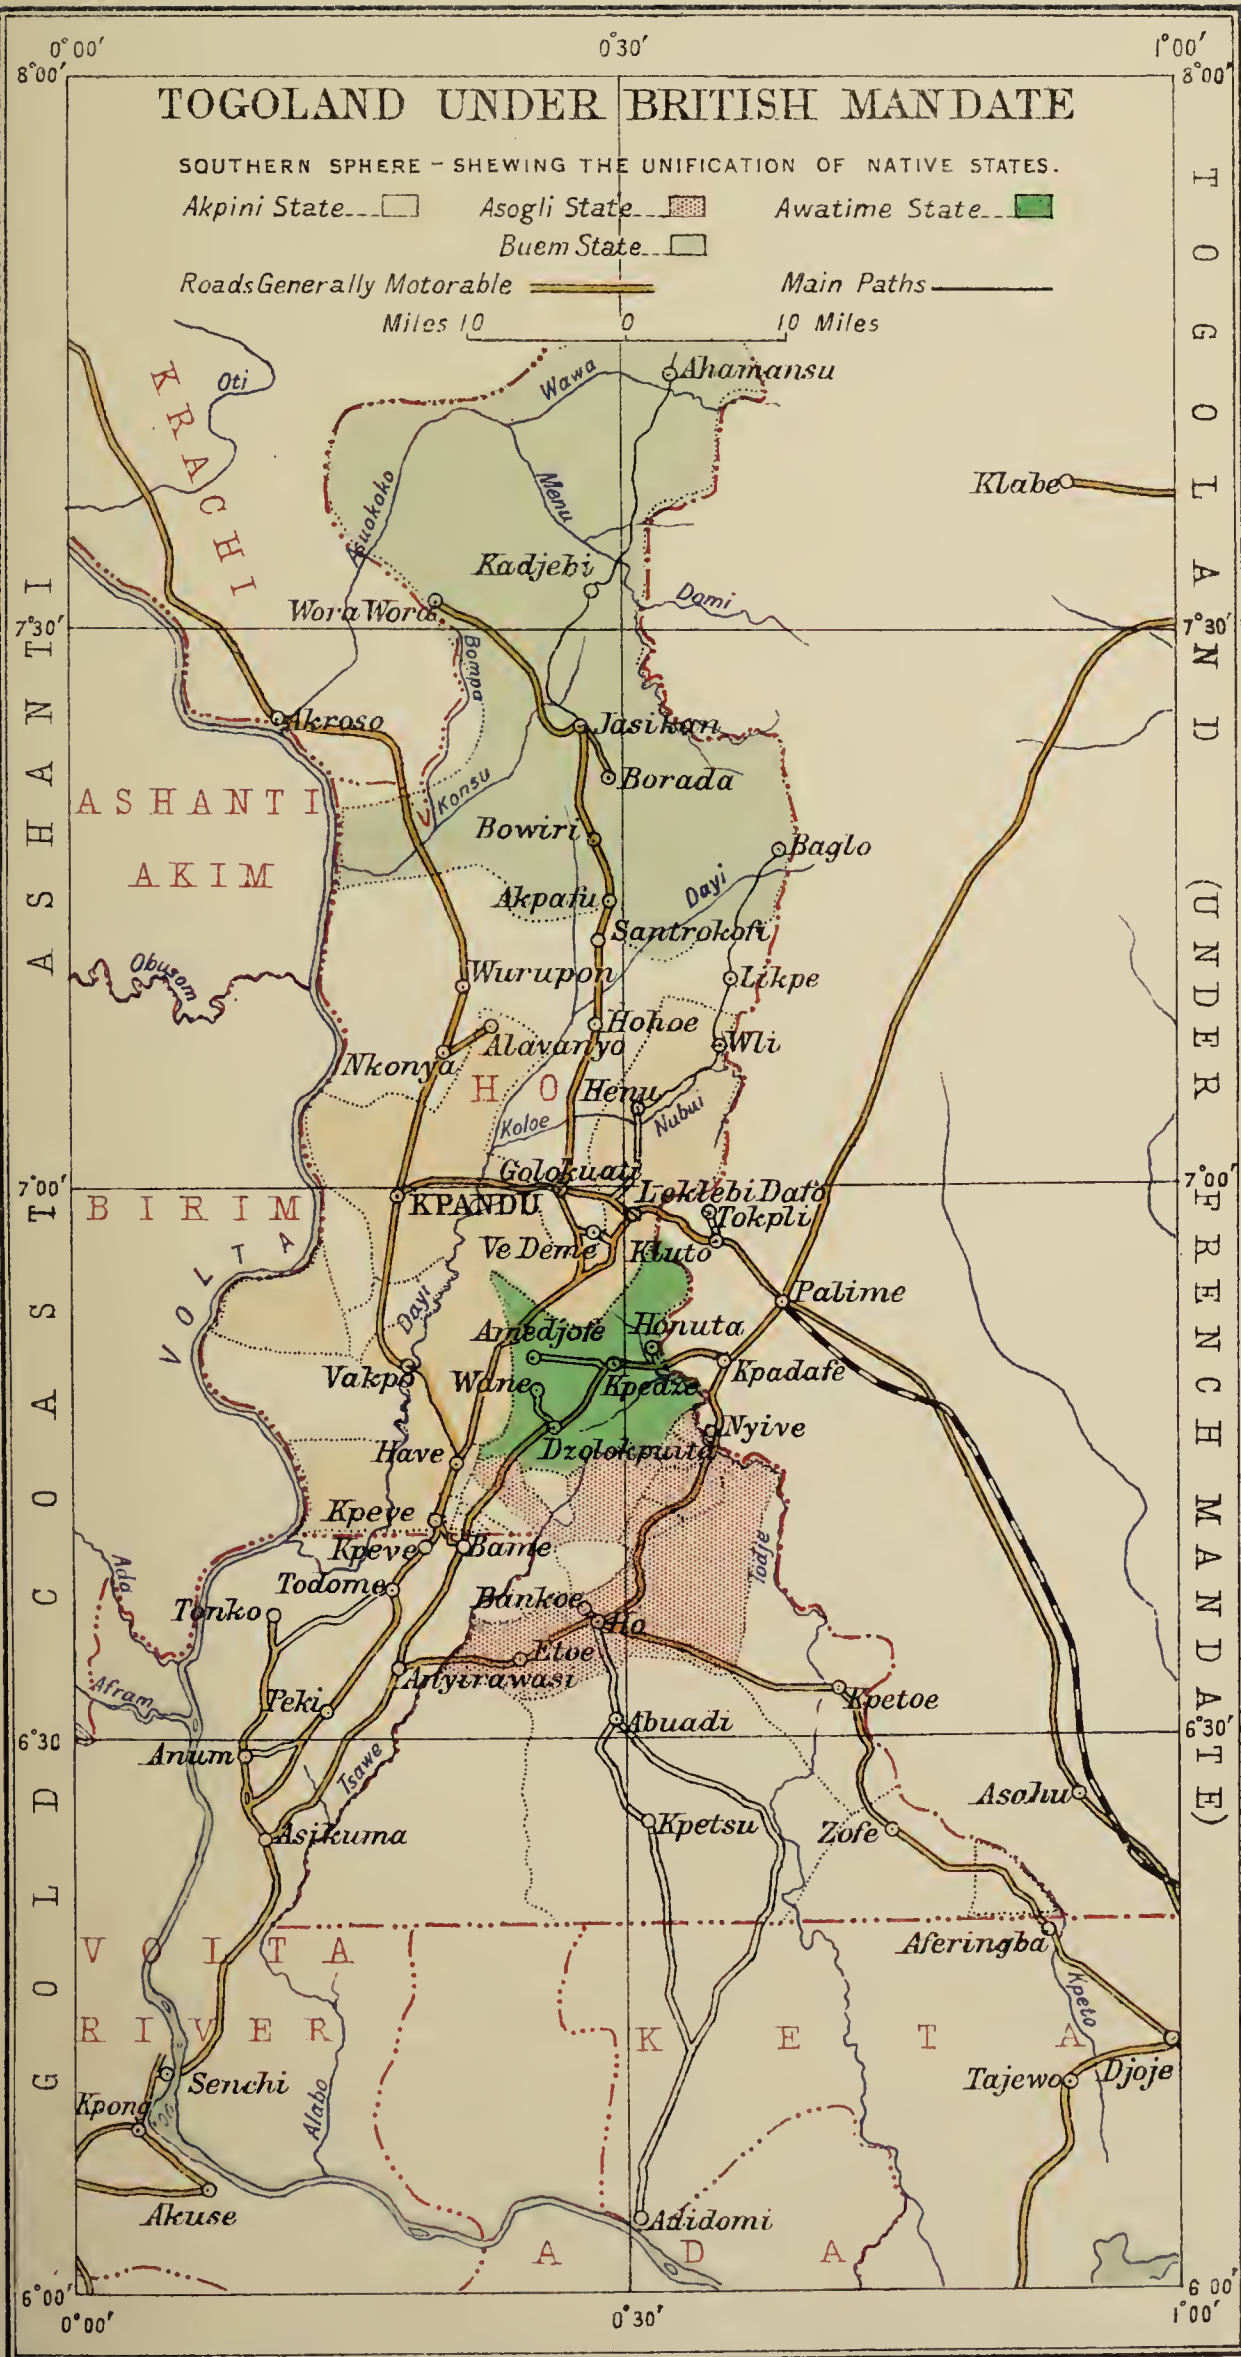 0°00′ 0°30′ 1°00′
8°00′ 8°00′
TOGOLAND UNDER BRITISH MANDATE
SOUTHERN SPHERE – SHEWING THE UNIFICATION OF NATIVE STATES.
Akpini State Asogli State Awatime State
Buem State
Roads Generally Motorable Main Paths
Miles 10 0 10 Miles
KRACHI
Oti
Wawa
Ahamansu
Asuokoko
Menu
Klabe
Kadjebi
Wora Wora
Dami
7°30′ 7°30′
Bompa
Akroso
Jasikan
Konsu
Borada
ASHANTI
AKIM
Bowiri
Baglo
Akpafu
Dayi
Santrokofi
Obusom
Wurupon
Likpe
Hohoe
Alavanyo
Wli
Nkonya
HO
Henu
Nubui
Koloe
7°00′ 7°00′
Golokuati
BIRIM
KPANDU
Leklebi Dafo
Tokpli
Ve Deme
Kluto
VOLTA
Dayi
Palime
Amedjofe
Honuta
Vakpo
Wane
Kpedze
Kpadafe
Nyive
Have
Dzolokpuita
Kpeve
Kpeve
Bame
Todje
Ada
Todome
Tonko
Bankoe
Ho
Etoe
Anyirawasi
Afram
Peki
Kpetoe
Abuadi
6°30 6°30′
Anum
Tsawe
Asahu
Asikuma
Kpetsu
Zofe
VOLTA
RIVER
Aferingba
Kpeto
KETA
Senchi
Djoje
Tajewo
Kpong
Alabo
Akuse
Adidomi
ADA
6°00′ 6 00′
0°00′ 0°30′ 1°00′
GOLD COAST
ASHANTI
TOGOLAND
(UNDER FRENCH MANDATE)